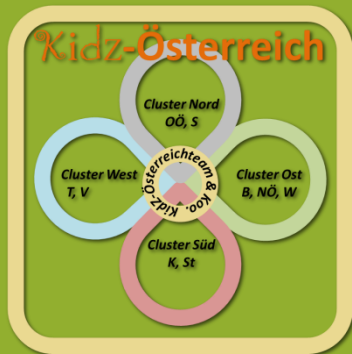 Kidz-Österreich
Cluster Nord
OÖ, S
Cluster West
T, V
KidZ-Österreichteam & Koo.
Cluster Ost
B, NÖ, W
Cluster Süd
K, St